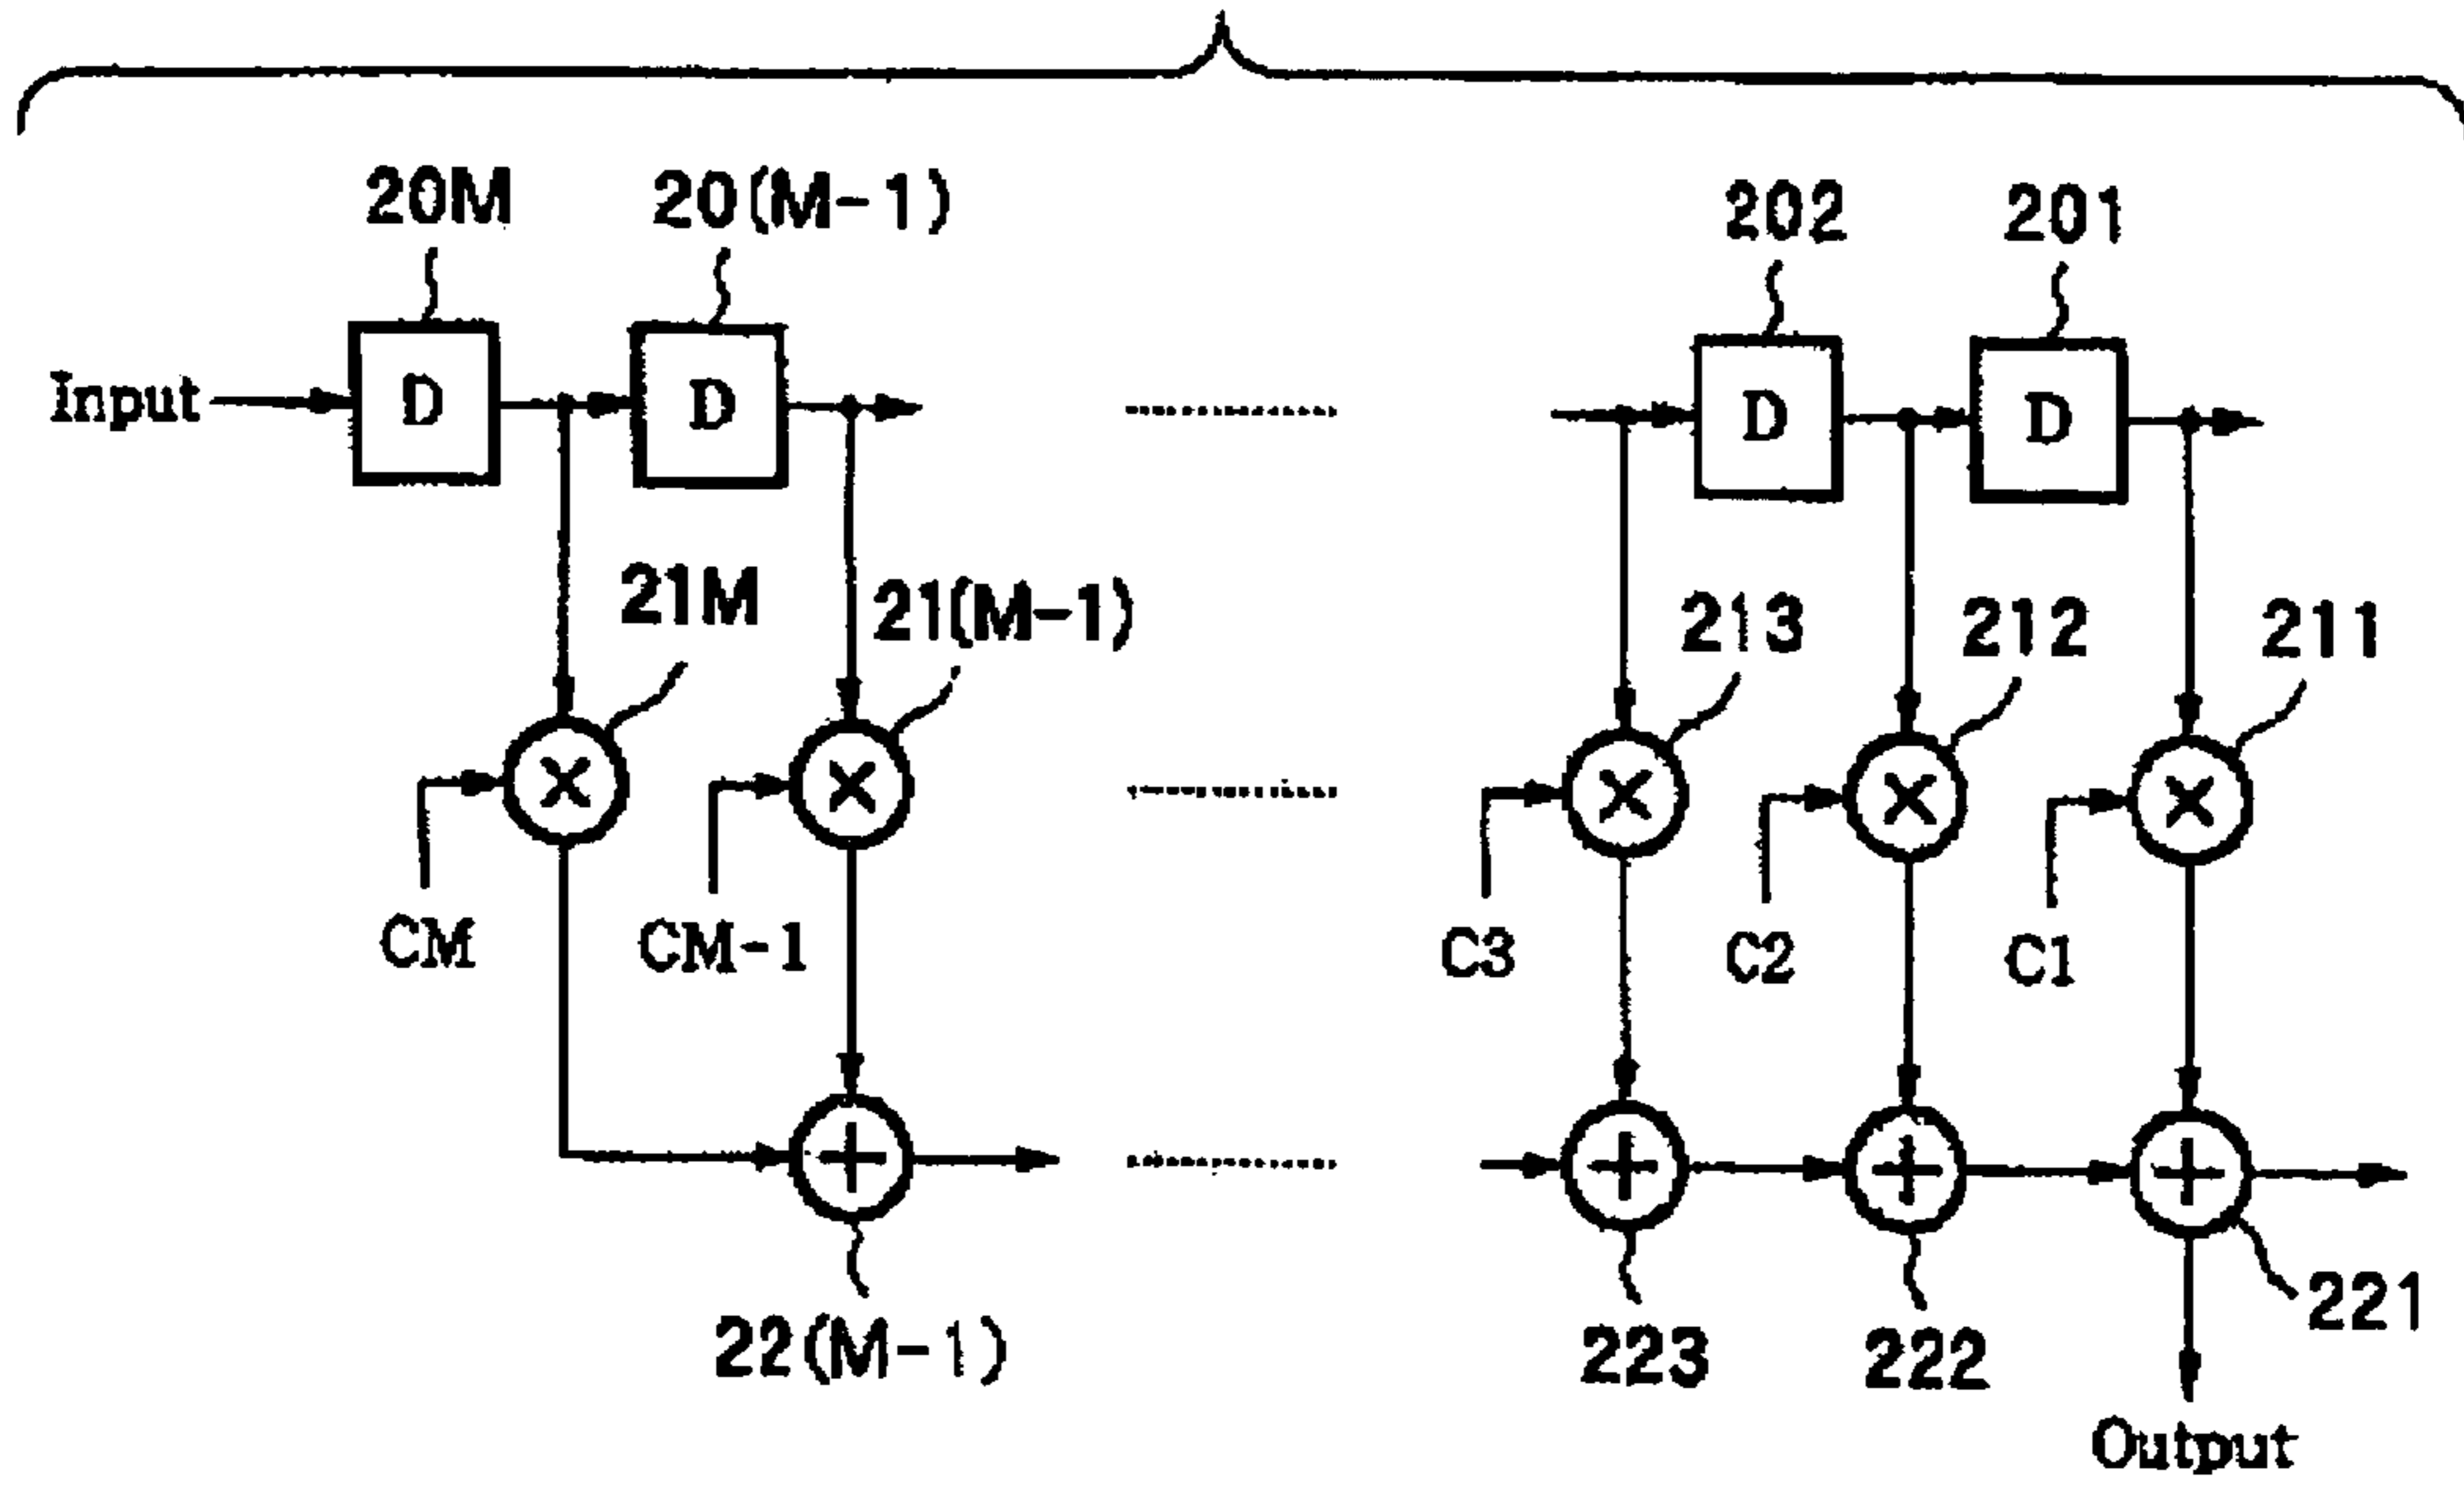 20M 20(M-1) 202 201
Input D D D D
21M 21(M-1) 213 212 211
× × × × ×
CM CM-1 C3 C2 C1
+ + + +
22(M-1) 223 222 221
Output